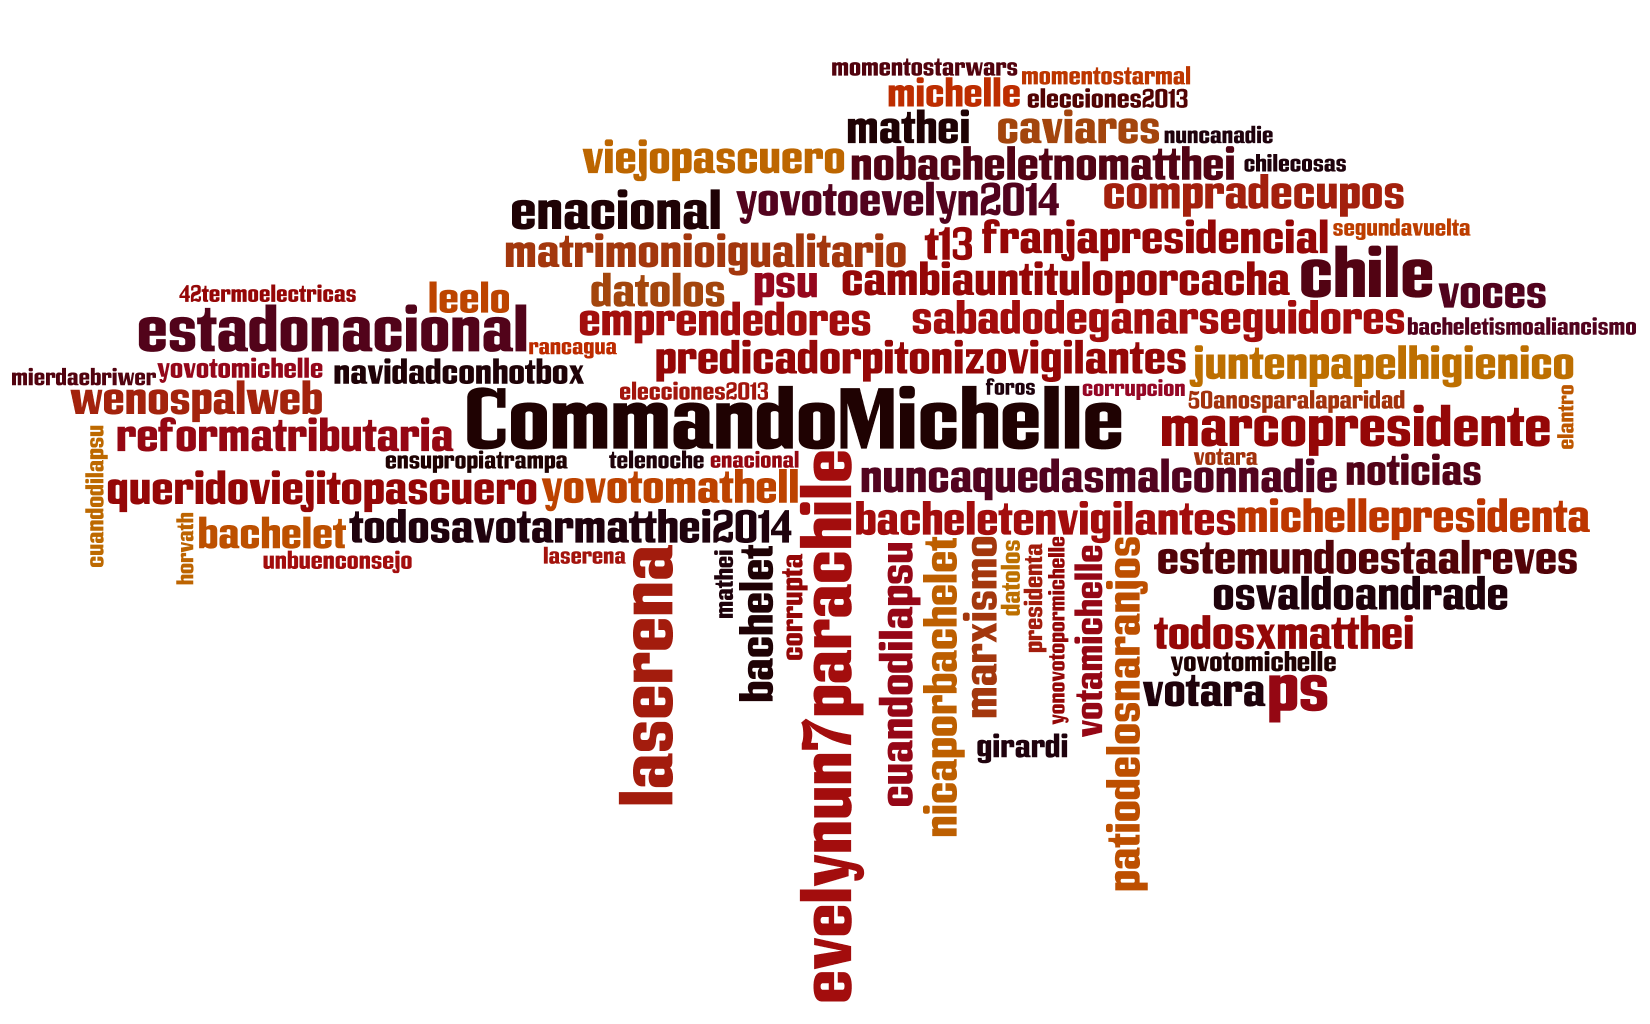 momentostarwars
momentostarmal
michelle
elecciones2013
mathei
caviares
nuncanadie
viejopascuero
nobacheletnomatthei
chilecosas
enacional
yovotoevelyn2014
compradecupos
matrimonioigualitario
t13
franjapresidencial
segundavuelta
datolos
psu
cambiauntituloporcacha
chile
voces
42termoelectricas
leelo
estadonacional
emprendedores
sabadodeganarseguidores
bacheletismoaliancismo
rancagua
predicadorpitonizovigilantes
juntenpapelhigienico
mierdaebriwer
yovotomichelle
navidadconhotbox
wenospalweb
elecciones2013
foros
corrupcion
50anosparalaparidad
elantro
CommandoMichelle
marcopresidente
reformatributaria
cuandodilapsu
ensupropiatrampa
telenoche
enacional
votara
nuncaquedasmalconnadie
noticias
queridoviejitopascuero
yovotomathell
evelynun7parachile
bacheletenvigilantes
michellepresidenta
horvath
bachelet
todosavotarmatthei2014
unbuenconsejo
laserena
laserena
mathei
bachelet
corrupta
cuandodilapsu
nicaporbachelet
marxismo
datolos
presidenta
yonovotopormichelle
votamichelle
patiodelosnaranjos
estemundoestaalreves
osvaldoandrade
todosxmatthei
yovotomichelle
votara
ps
girardi